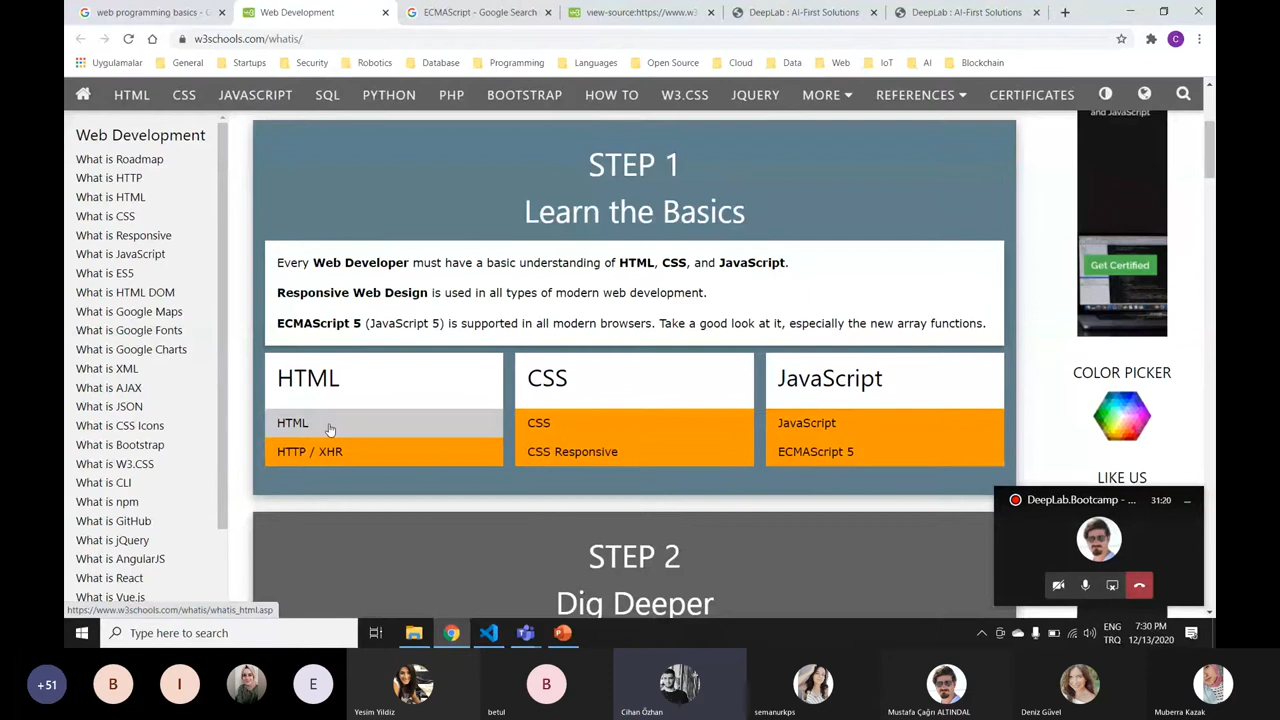 web programming basics - G
Web Development
ECMAScript - Google Search
view-source:https://www.w3
DeepLab : AI-First Solutions
DeepLab : AI-First Solutions
w3schools.com/whatis/
C
Uygulamalar
General
Startups
Security
Robotics
Database
Programming
Languages
Open Source
Cloud
Data
Web
IoT
AI
Blockchain
HTML
CSS
JAVASCRIPT
SQL
PYTHON
PHP
BOOTSTRAP
HOW TO
W3.CSS
JQUERY
MORE
REFERENCES
CERTIFICATES
Web Development
What is Roadmap
What is HTTP
What is HTML
What is CSS
What is Responsive
What is JavaScript
What is ES5
What is HTML DOM
What is Google Maps
What is Google Fonts
What is Google Charts
What is XML
What is AJAX
What is JSON
What is CSS Icons
What is Bootstrap
What is W3.CSS
What is CLI
What is npm
What is GitHub
What is jQuery
What is AngularJS
What is React
What is Vue.js
https://www.w3schools.com/whatis/whatis_html.asp
STEP 1
Learn the Basics
Every Web Developer must have a basic understanding of HTML, CSS, and JavaScript.
Responsive Web Design is used in all types of modern web development.
ECMAScript 5 (JavaScript 5) is supported in all modern browsers. Take a good look at it, especially the new array functions.
HTML
HTML
HTTP / XHR
CSS
CSS
CSS Responsive
JavaScript
JavaScript
ECMAScript 5
STEP 2
Dig Deeper
and JavaScript
Get Certified
COLOR PICKER
LIKE US
DeepLab.Bootcamp - ...
31:20
Type here to search
ENG
TRQ
7:30 PM
12/13/2020
+51
B
I
E
Yesim Yildiz
B
betul
Cihan Özhan
semanurkps
Mustafa Çağrı ALTINDAL
Deniz Güvel
Muberra Kazak